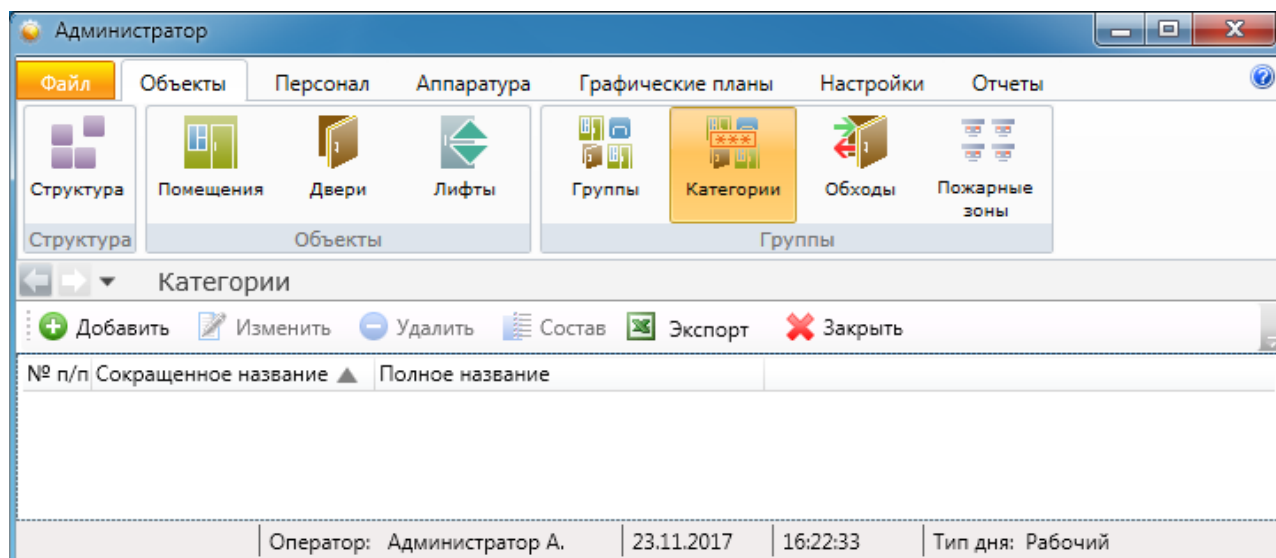 Администратор
Файл Объекты Персонал Аппаратура Графические планы Настройки Отчеты
Структура Помещения Двери Лифты Группы Категории Обходы Пожарные зоны
Структура Объекты Группы
Категории
Добавить Изменить Удалить Состав Экспорт Закрыть
№ п/п Сокращенное название Полное название
Оператор: Администратор А. 23.11.2017 16:22:33 Тип дня: Рабочий